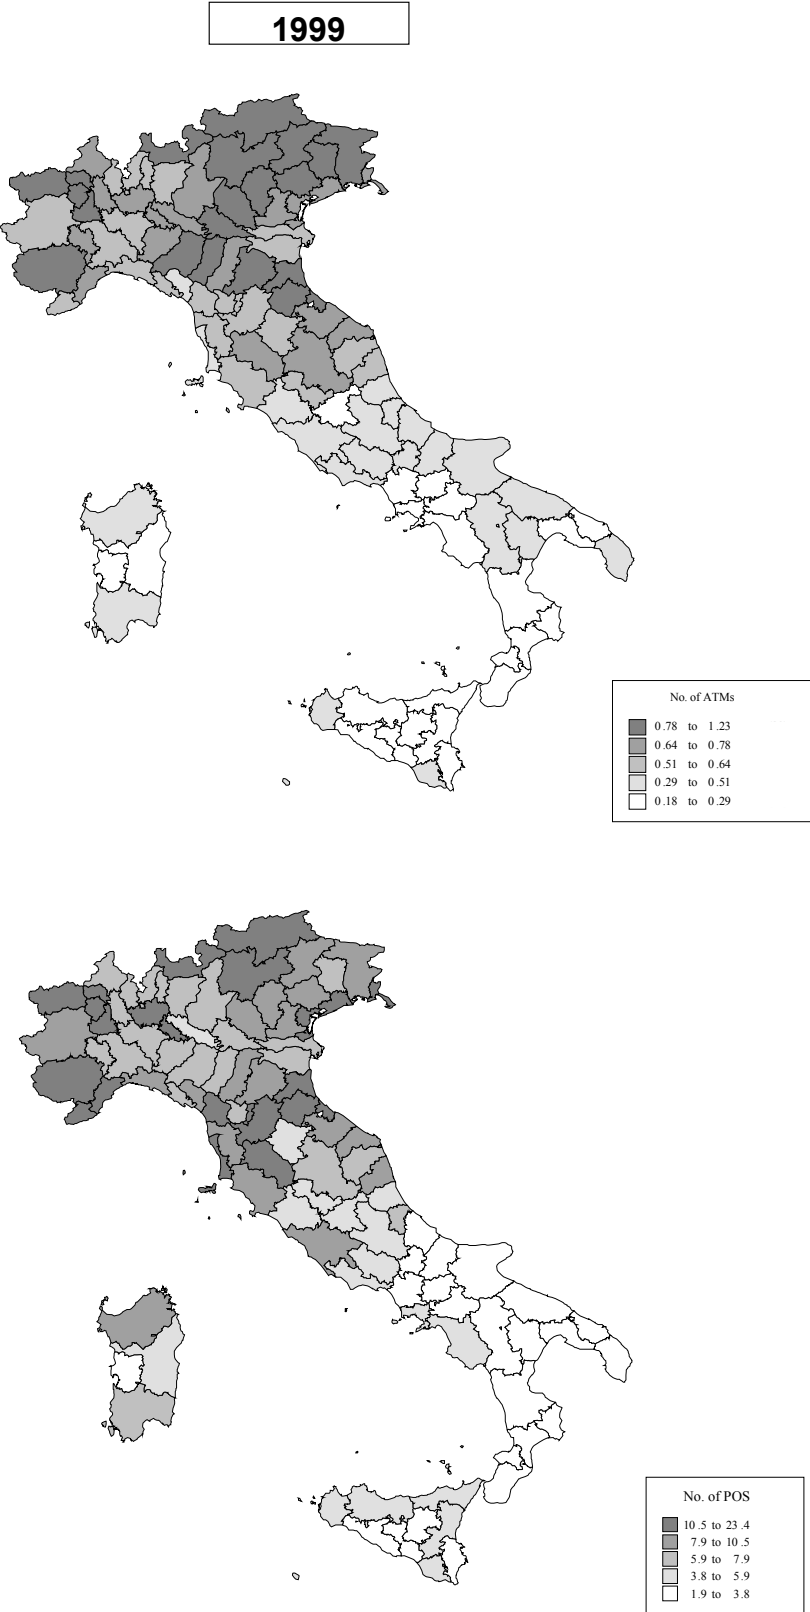 1999
No. of ATMs
0.78 to 1.23
0.64 to 0.78
0.51 to 0.64
0.29 to 0.51
0.18 to 0.29
No. of POS
10.5 to 23.4
7.9 to 10.5
5.9 to 7.9
3.8 to 5.9
1.9 to 3.8